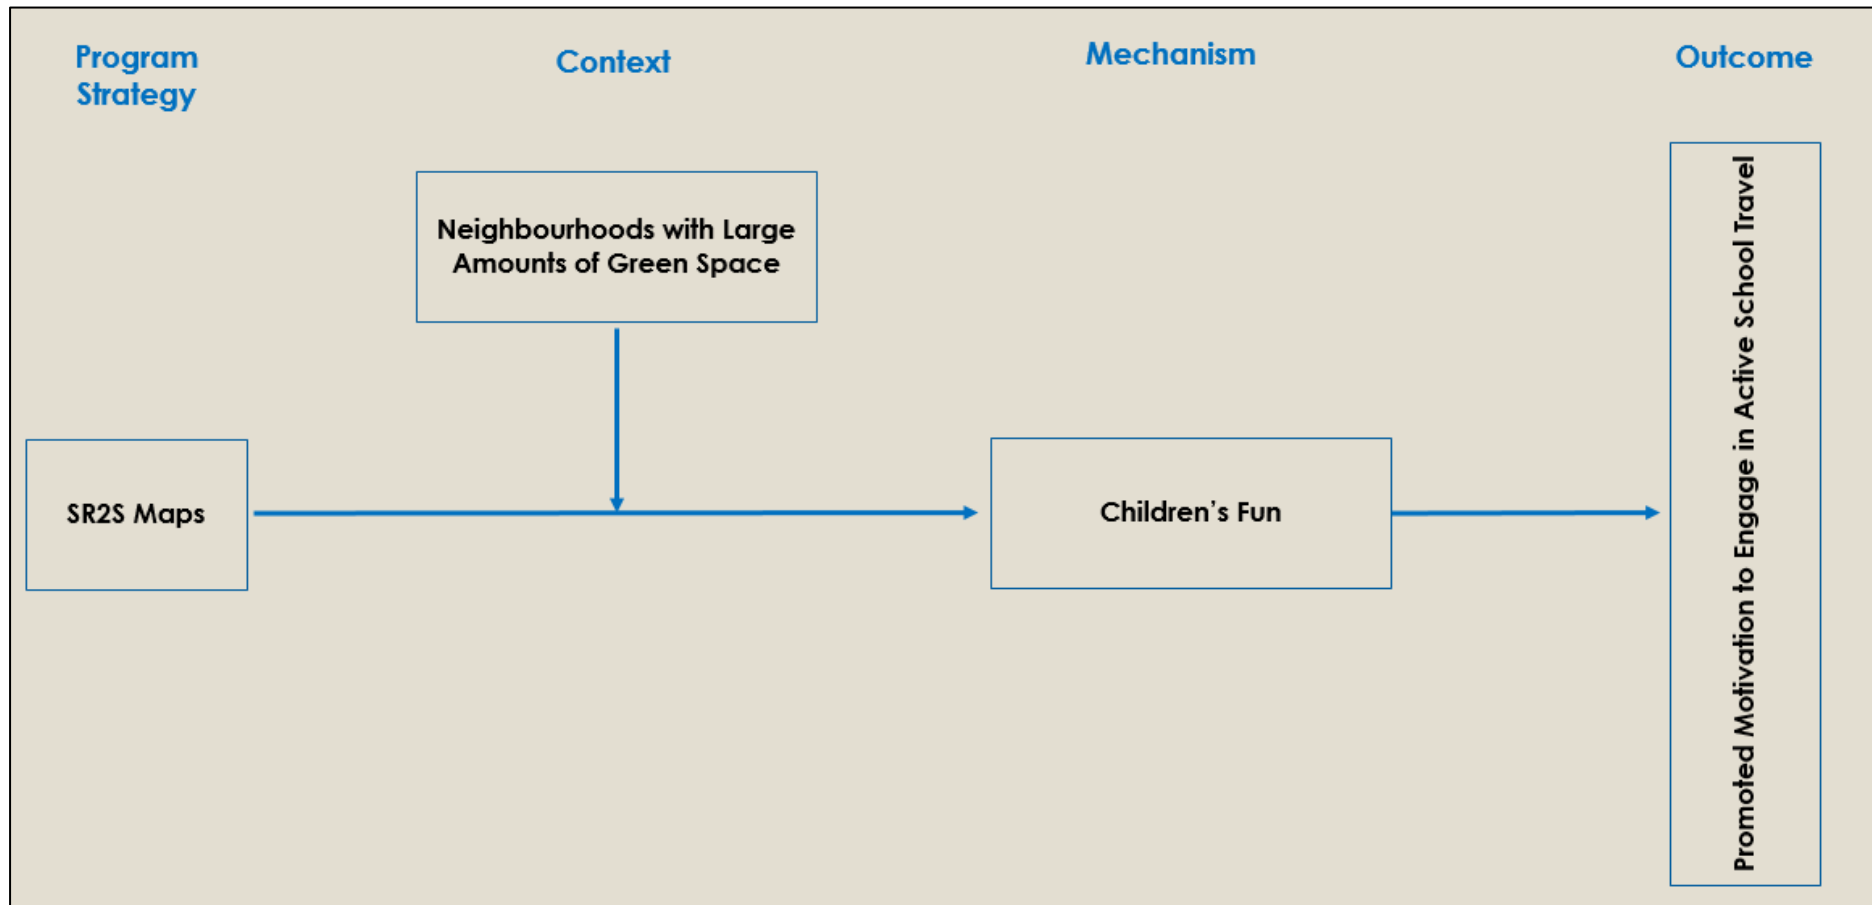 Program
Strategy
Context
Mechanism
Outcome
Neighbourhoods with Large
Amounts of Green Space
SR2S Maps
Children’s Fun
Promoted Motivation to Engage in Active School Travel